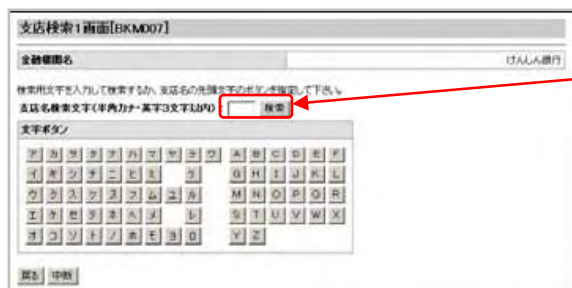 支店検索1画面[BKM007]
金融機関名 けんしん銀行
検索用文字を入力して検索するか、支店名の先頭文字のボタンを指定して下さい。
支店名検索文字(半角カナ・英字3文字以内): 検索
文字ボタン
ア カ サ タ ナ ハ マ ヤ ラ ワ A B C D E F
イ キ シ チ ニ ヒ ミ リ G H I J K L
ウ ク ス ツ ヌ フ ム ユ ル M N O P Q R
エ ケ セ テ ネ ヘ メ レ S T U V W X
オ コ ソ ト ノ ホ モ ヨ ロ Y Z
戻る 中断